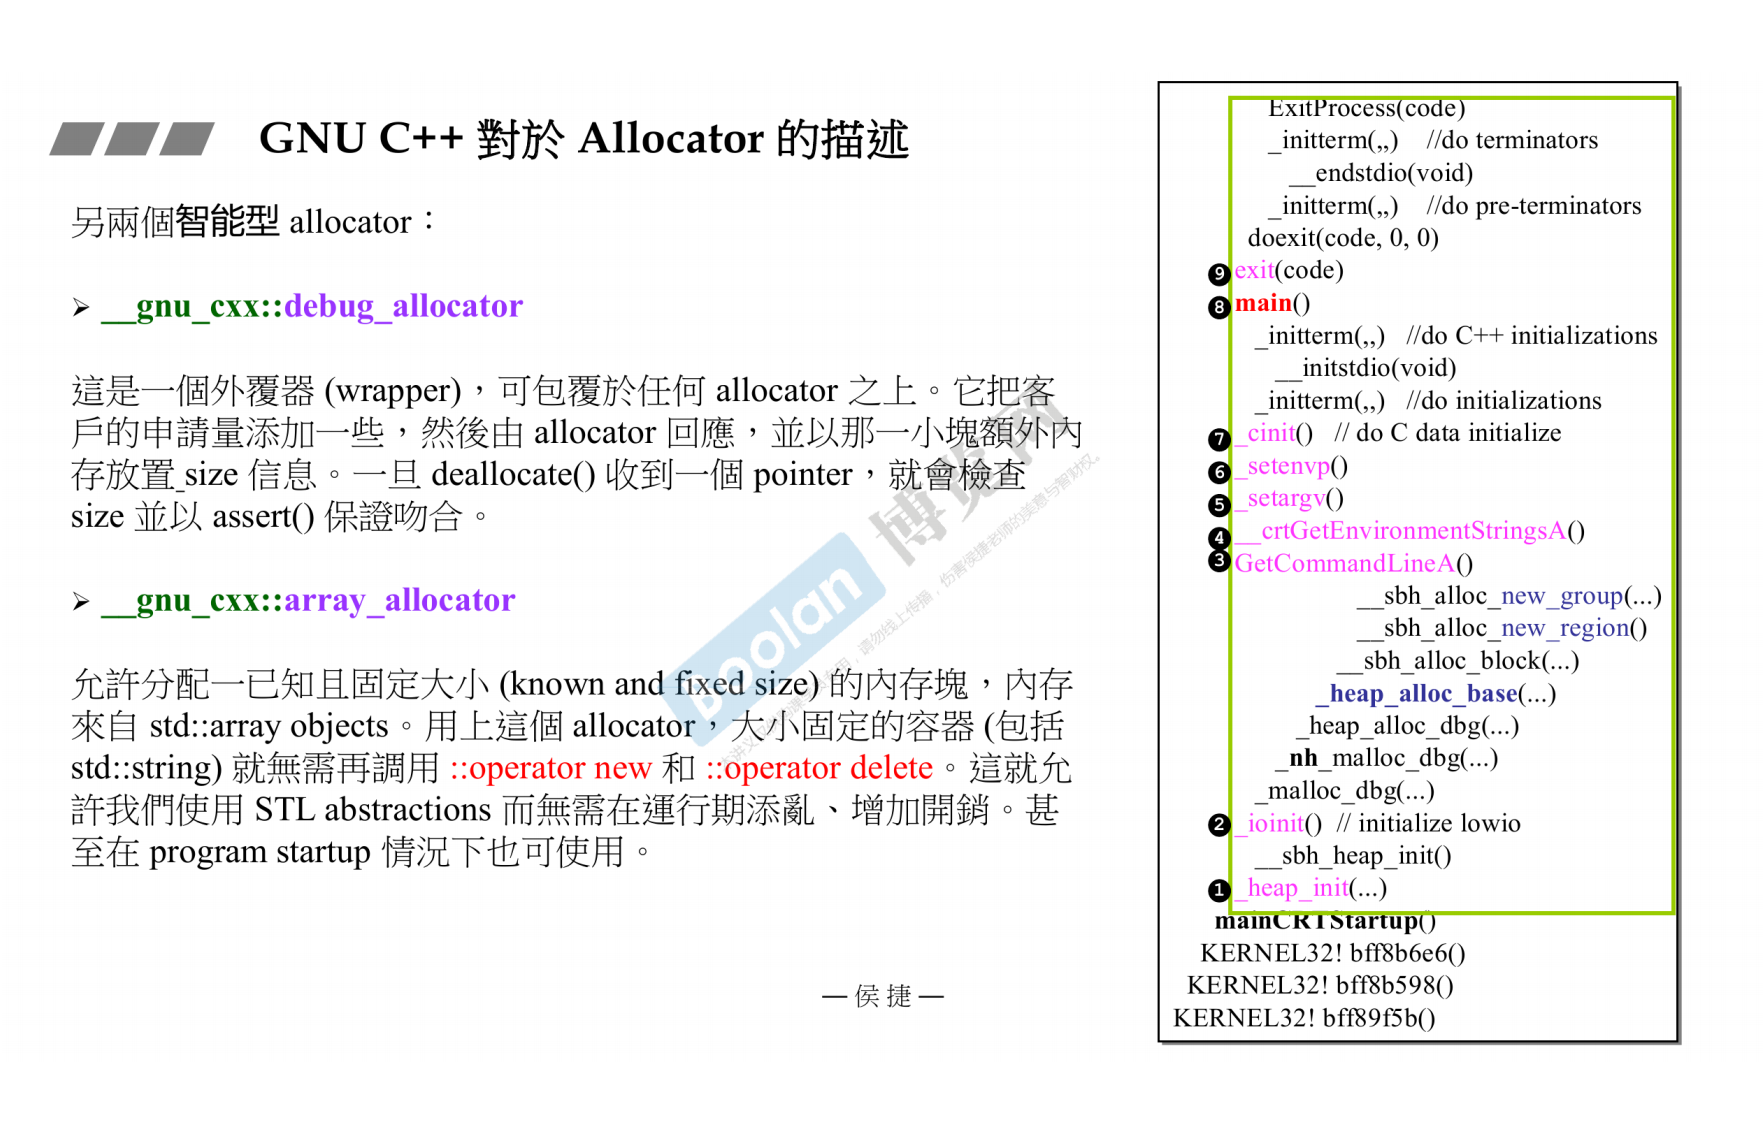 GNU C++ 對於 Allocator 的描述
另兩個智能型 allocator：
➢ __gnu_cxx::debug_allocator
這是一個外覆器 (wrapper)，可包覆於任何 allocator 之上。它把客
戶的申請量添加一些，然後由 allocator 回應，並以那一小塊額外內
存放置 size 信息。一旦 deallocate() 收到一個 pointer，就會檢查
size 並以 assert() 保證吻合。
➢ __gnu_cxx::array_allocator
允許分配一已知且固定大小 (known and fixed size) 的內存塊，內存
來自 std::array objects。用上這個 allocator，大小固定的容器 (包括
std::string) 就無需再調用 ::operator new 和 ::operator delete。這就允
許我們使用 STL abstractions 而無需在運行期添亂、增加開銷。甚
至在 program startup 情況下也可使用。
— 侯 捷 —
ExitProcess(code)
_initterm(,,) //do terminators
__endstdio(void)
_initterm(,,) //do pre-terminators
doexit(code, 0, 0)
❾ exit(code)
❽ main()
_initterm(,,) //do C++ initializations
__initstdio(void)
_initterm(,,) //do initializations
❼ _cinit() // do C data initialize
❻ _setenvp()
❺ _setargv()
❹ __crtGetEnvironmentStringsA()
❸ GetCommandLineA()
__sbh_alloc_new_group(...)
__sbh_alloc_new_region()
__sbh_alloc_block(...)
_heap_alloc_base(...)
_heap_alloc_dbg(...)
_nh_malloc_dbg(...)
_malloc_dbg(...)
❷ _ioinit() // initialize lowio
__sbh_heap_init()
❶ _heap_init(...)
mainCRTStartup()
KERNEL32! bff8b6e6()
KERNEL32! bff8b598()
KERNEL32! bff89f5b()
Boolan 博览网